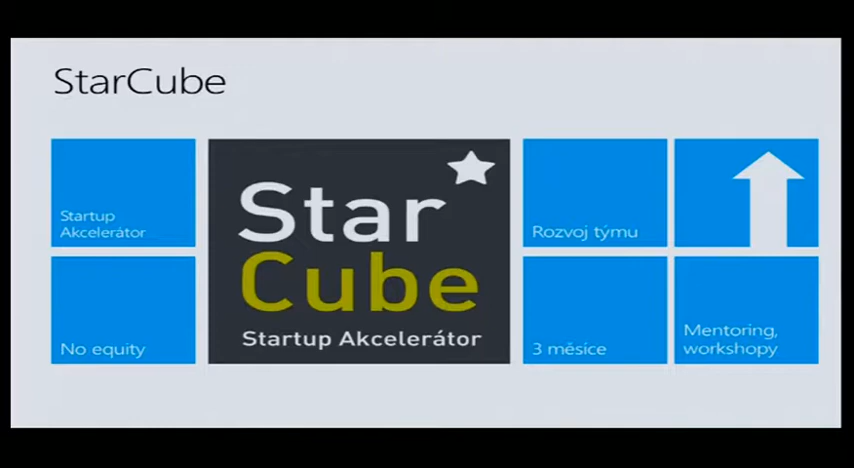 StarCube
Startup
Akcelerátor
No equity
Star
Cube
Startup Akcelerátor
Rozvoj týmu
3 měsíce
Mentoring,
workshopy